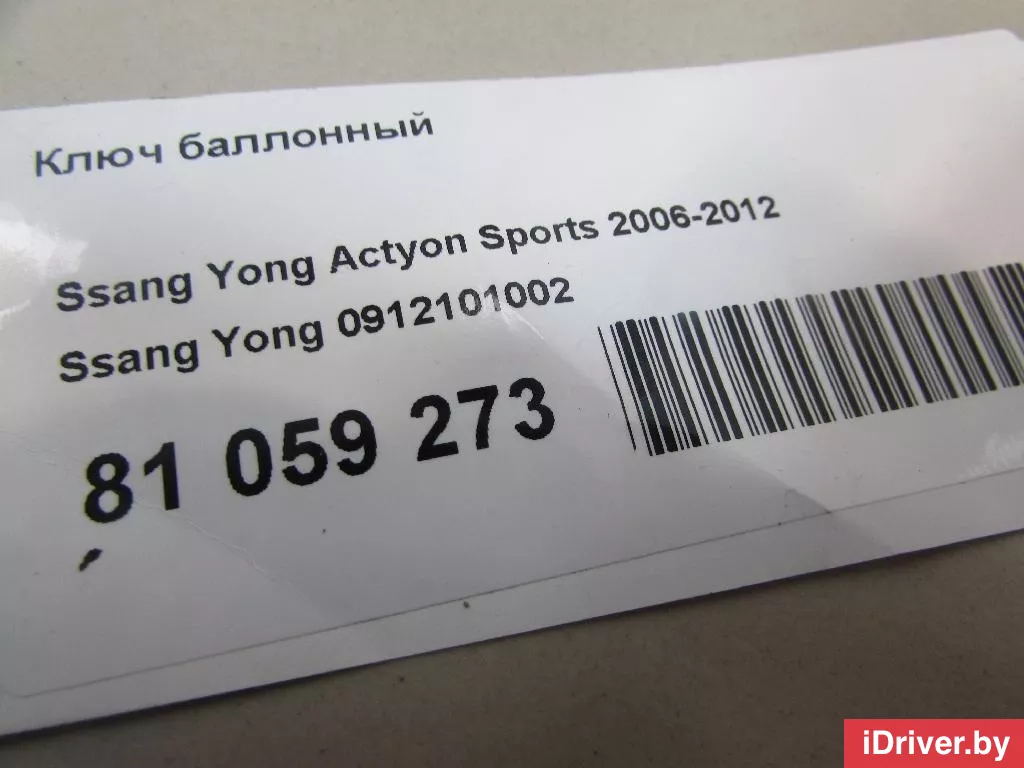 Ключ баллонный
Ssang Yong Actyon Sports 2006-2012
Ssang Yong 0912101002
81 059 273
iDriver.by